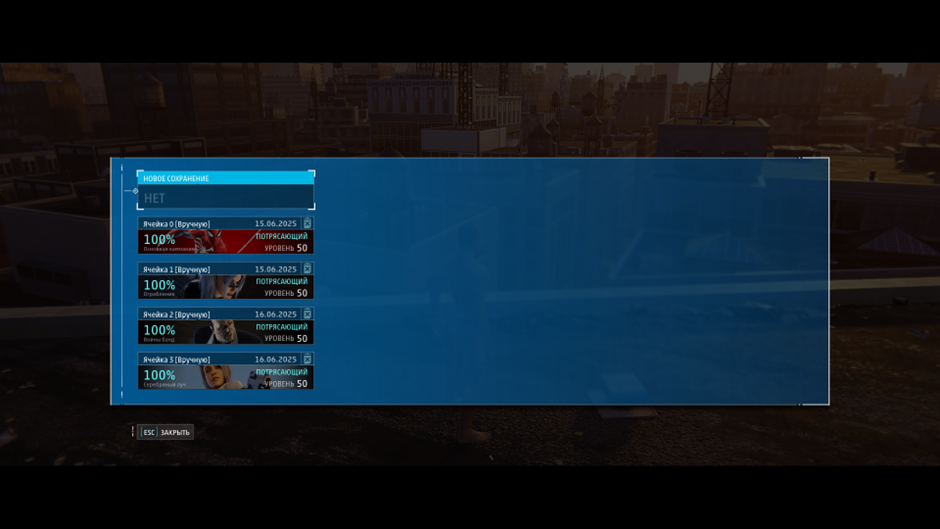 НОВОЕ СОХРАНЕНИЕ
НЕТ
Ячейка 0 [Вручную] 15.06.2025
100% ПОТРЯСАЮЩИЙ
Основная кампания УРОВЕНЬ 50
Ячейка 1 [Вручную] 15.06.2025
100% ПОТРЯСАЮЩИЙ
Ограбление УРОВЕНЬ 50
Ячейка 2 [Вручную] 16.06.2025
100% ПОТРЯСАЮЩИЙ
Войны банд УРОВЕНЬ 50
Ячейка 3 [Вручную] 16.06.2025
100% ПОТРЯСАЮЩИЙ
Серебряный луч УРОВЕНЬ 50
ESC ЗАКРЫТЬ